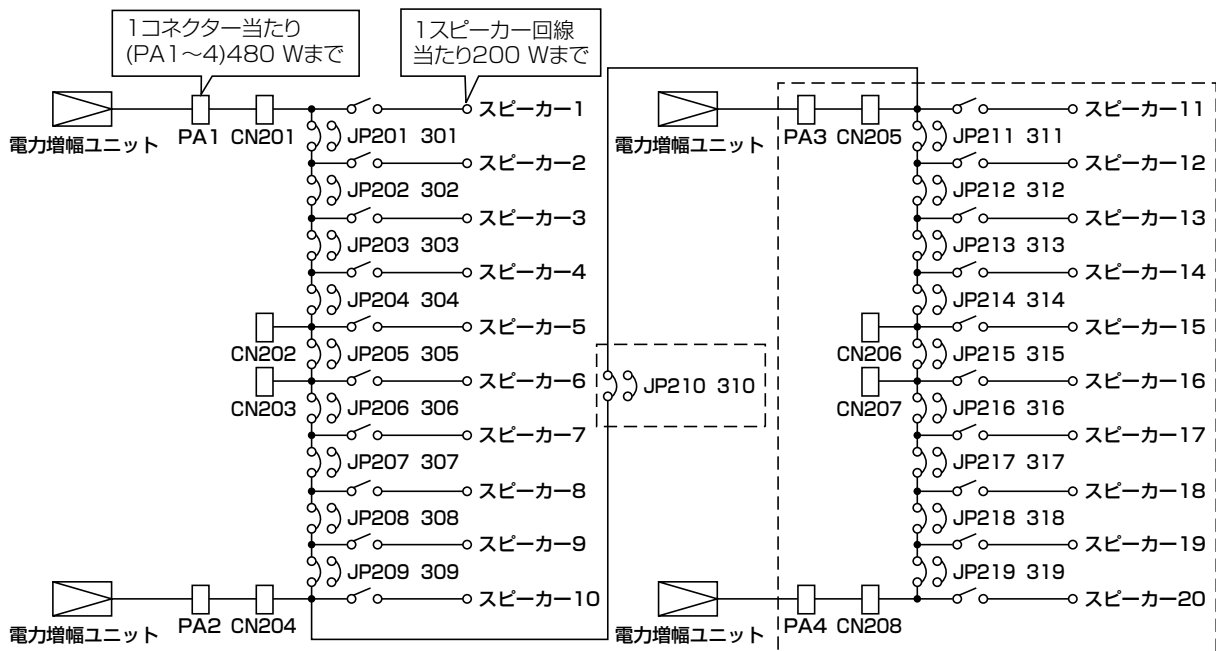 1コネクター当たり
(PA1～4)480 Wまで
1スピーカー回線
当たり200 Wまで
電力増幅ユニット
PA1
CN201
スピーカー1
JP201 301
スピーカー2
JP202 302
スピーカー3
JP203 303
スピーカー4
JP204 304
スピーカー5
CN202
JP205 305
スピーカー6
CN203
JP206 306
スピーカー7
JP207 307
スピーカー8
JP208 308
スピーカー9
JP209 309
スピーカー10
電力増幅ユニット
PA2
CN204
JP210 310
電力増幅ユニット
PA3
CN205
スピーカー11
JP211 311
スピーカー12
JP212 312
スピーカー13
JP213 313
スピーカー14
JP214 314
スピーカー15
CN206
JP215 315
スピーカー16
CN207
JP216 316
スピーカー17
JP217 317
スピーカー18
JP218 318
スピーカー19
JP219 319
スピーカー20
電力増幅ユニット
PA4
CN208